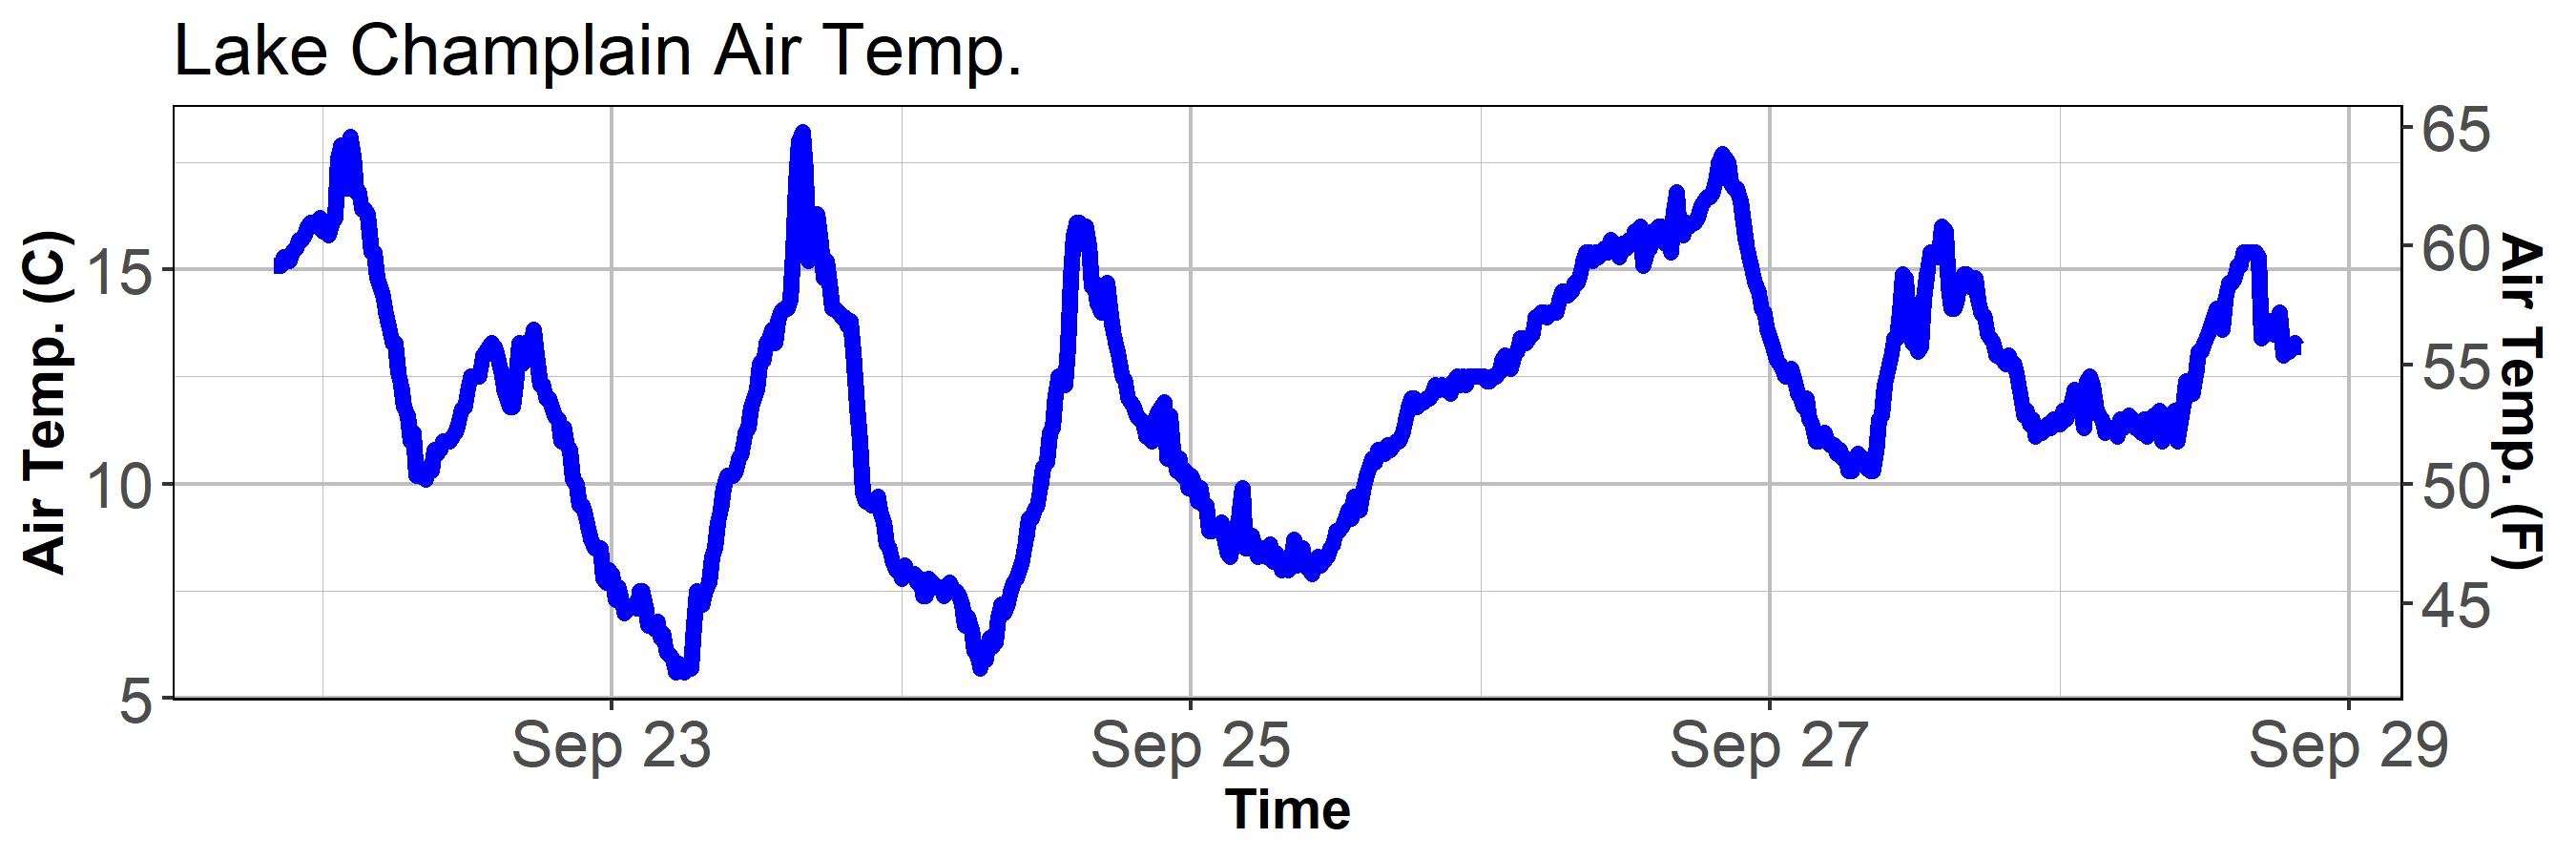 Lake Champlain Air Temp.
Air Temp. (C)
15
10
5
65
60
55
50
45
Air Temp. (F)
Sep 23 Sep 25 Sep 27 Sep 29
Time